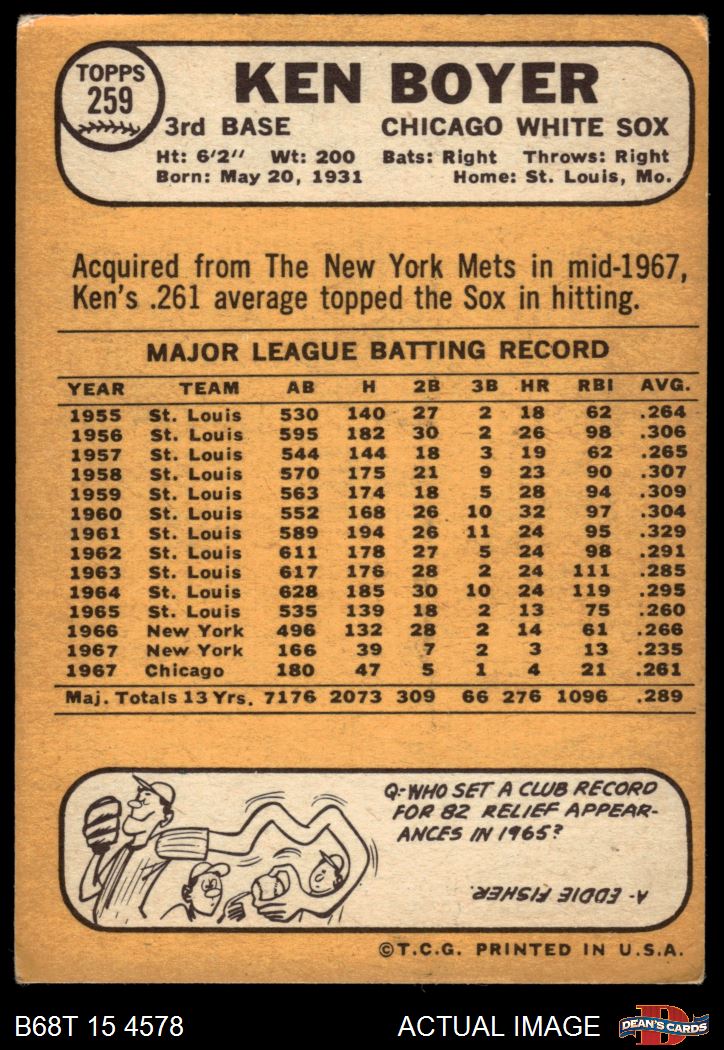 TOPPS
259
KEN BOYER
3rd BASE CHICAGO WHITE SOX
Ht: 6'2" Wt: 200 Bats: Right Throws: Right
Born: May 20, 1931 Home: St. Louis, Mo.
Acquired from The New York Mets in mid-1967,
Ken's .261 average topped the Sox in hitting.
MAJOR LEAGUE BATTING RECORD
YEAR TEAM AB H 2B 3B HR RBI AVG.
1955 St. Louis 530 140 27 2 18 62 .264
1956 St. Louis 595 182 30 2 26 98 .306
1957 St. Louis 544 144 18 3 19 62 .265
1958 St. Louis 570 175 21 9 23 90 .307
1959 St. Louis 563 174 18 5 28 94 .309
1960 St. Louis 552 168 26 10 32 97 .304
1961 St. Louis 589 194 26 11 24 95 .329
1962 St. Louis 611 178 27 5 24 98 .291
1963 St. Louis 617 176 28 2 24 111 .285
1964 St. Louis 628 185 30 10 24 119 .295
1965 St. Louis 535 139 18 2 13 75 .260
1966 New York 496 132 28 2 14 61 .266
1967 New York 166 39 7 2 3 13 .235
1967 Chicago 180 47 5 1 4 21 .261
Maj. Totals 13 Yrs. 7176 2073 309 66 276 1096 .289
Q-WHO SET A CLUB RECORD
FOR 82 RELIEF APPEAR-
ANCES IN 1965?
A- EDDIE FISHER.
©T.C.G. PRINTED IN U.S.A.
B68T 15 4578 ACTUAL IMAGE
D
DEAN'S CARDS